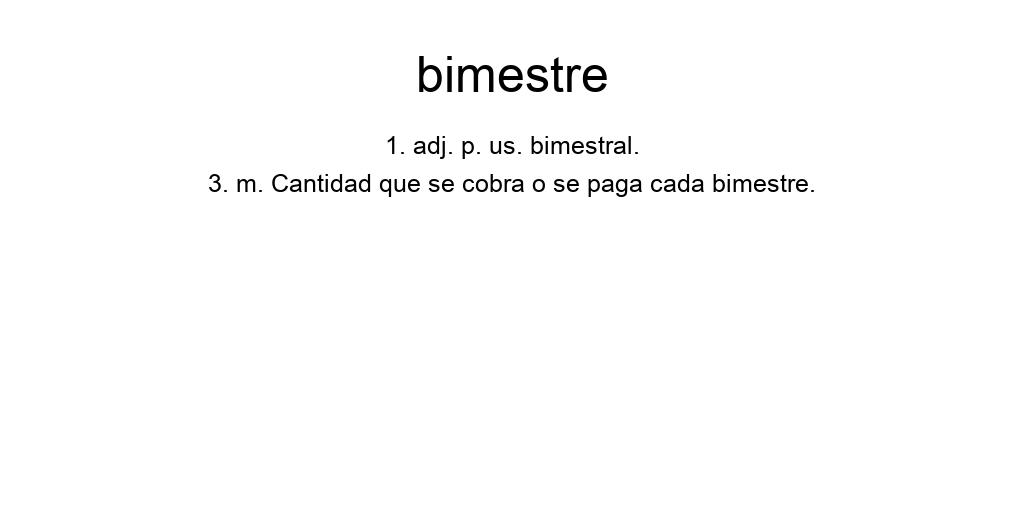 bimestre
1. adj. p. us. bimestral.
3. m. Cantidad que se cobra o se paga cada bimestre.